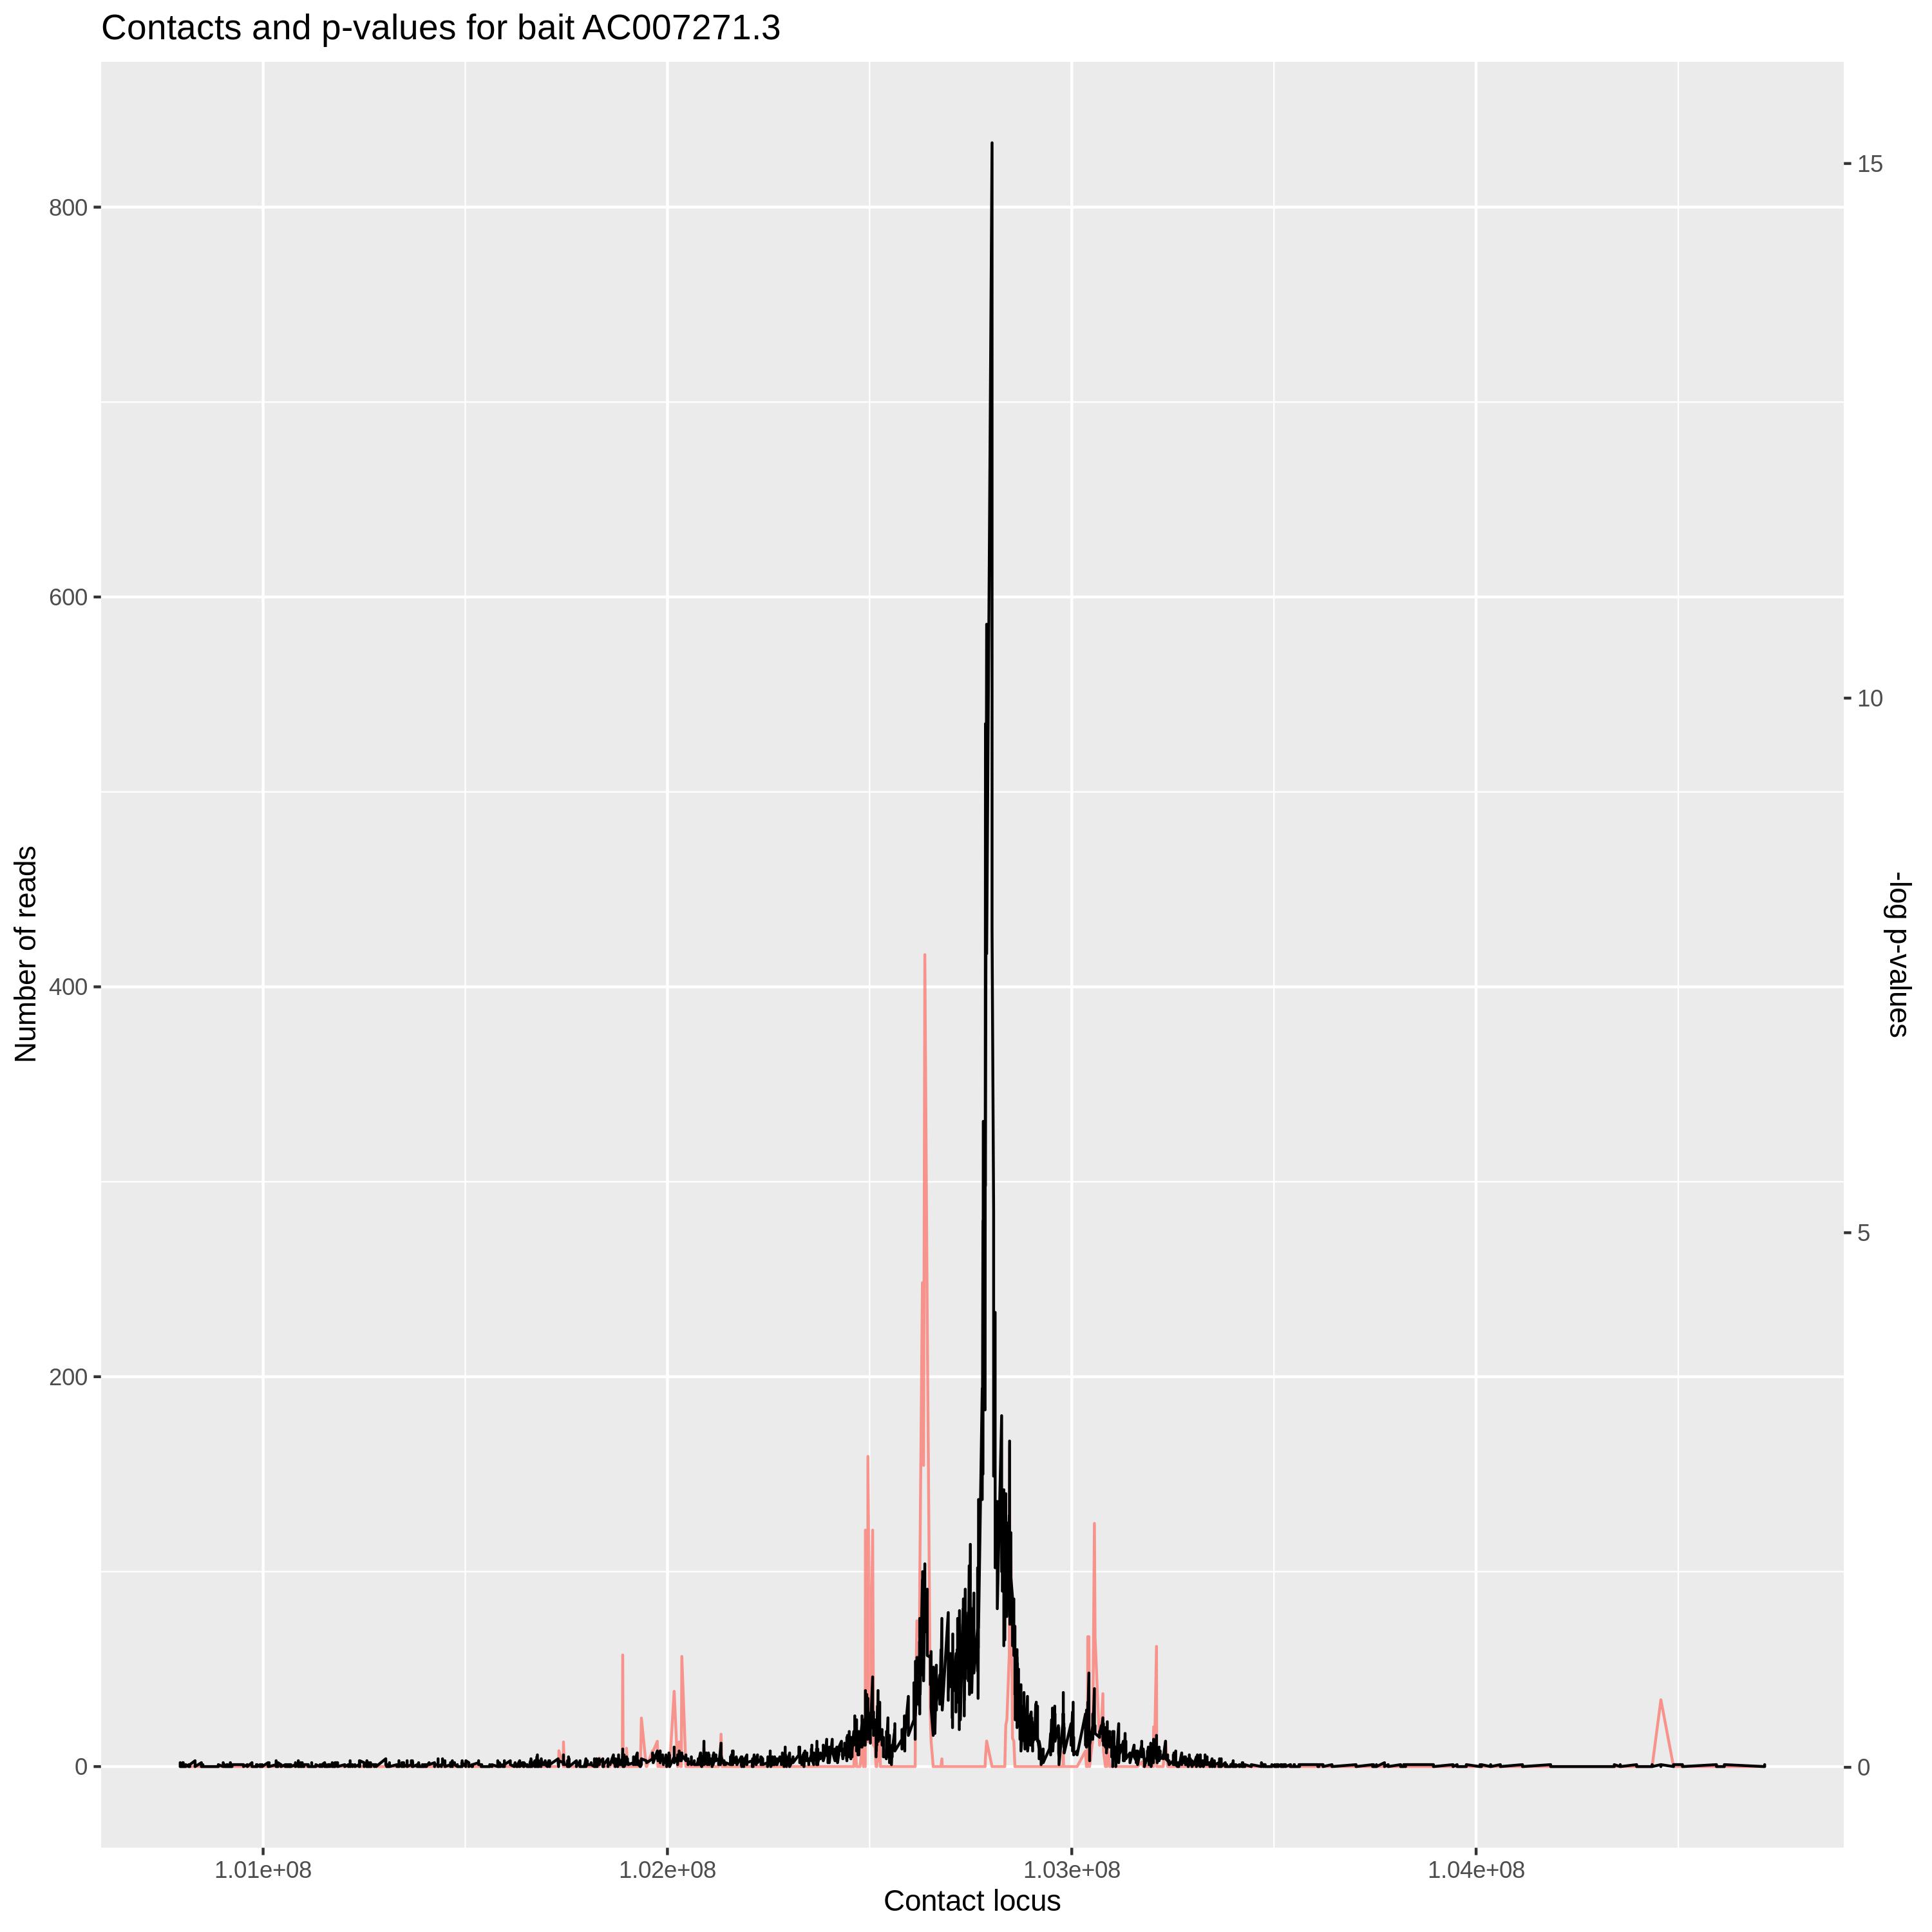 Contacts and p-values for bait AC007271.3
Number of reads
800
600
400
200
0
15
10
5
0
-log p-values
1.01e+08
1.02e+08
1.03e+08
1.04e+08
Contact locus